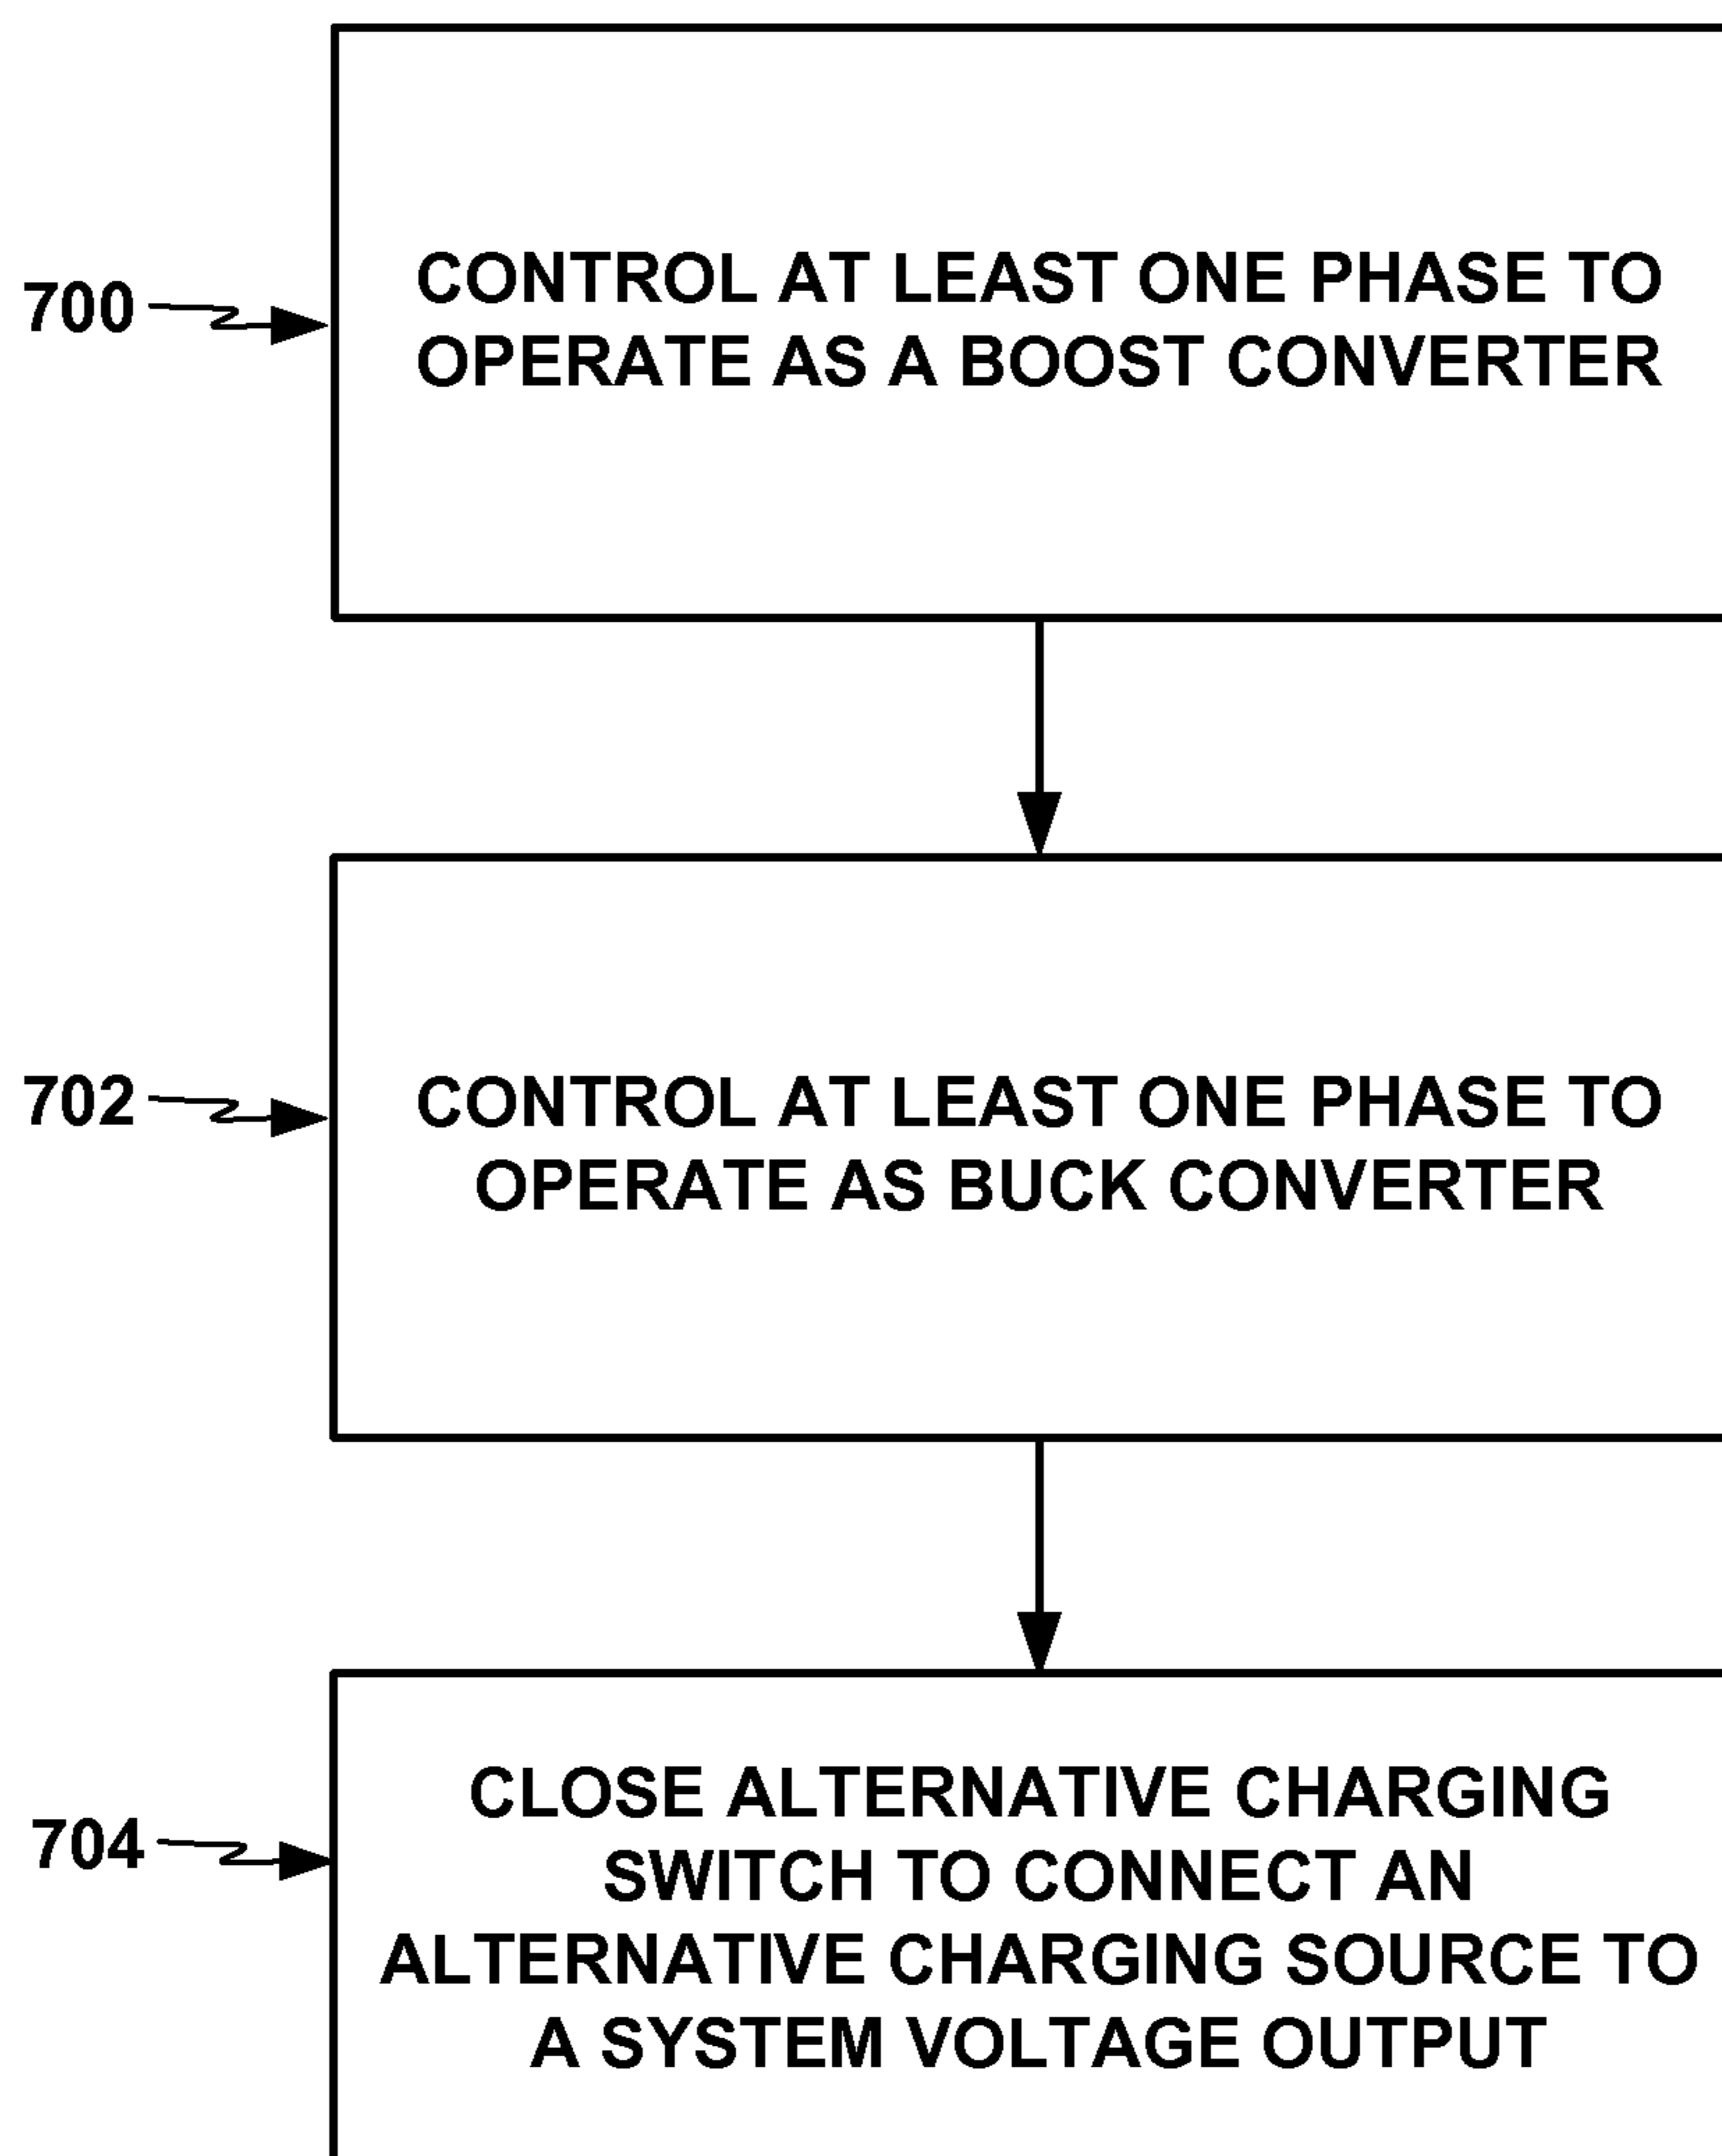 700
CONTROL AT LEAST ONE PHASE TO
OPERATE AS A BOOST CONVERTER
702
CONTROL AT LEAST ONE PHASE TO
OPERATE AS BUCK CONVERTER
704
CLOSE ALTERNATIVE CHARGING
SWITCH TO CONNECT AN
ALTERNATIVE CHARGING SOURCE TO
A SYSTEM VOLTAGE OUTPUT